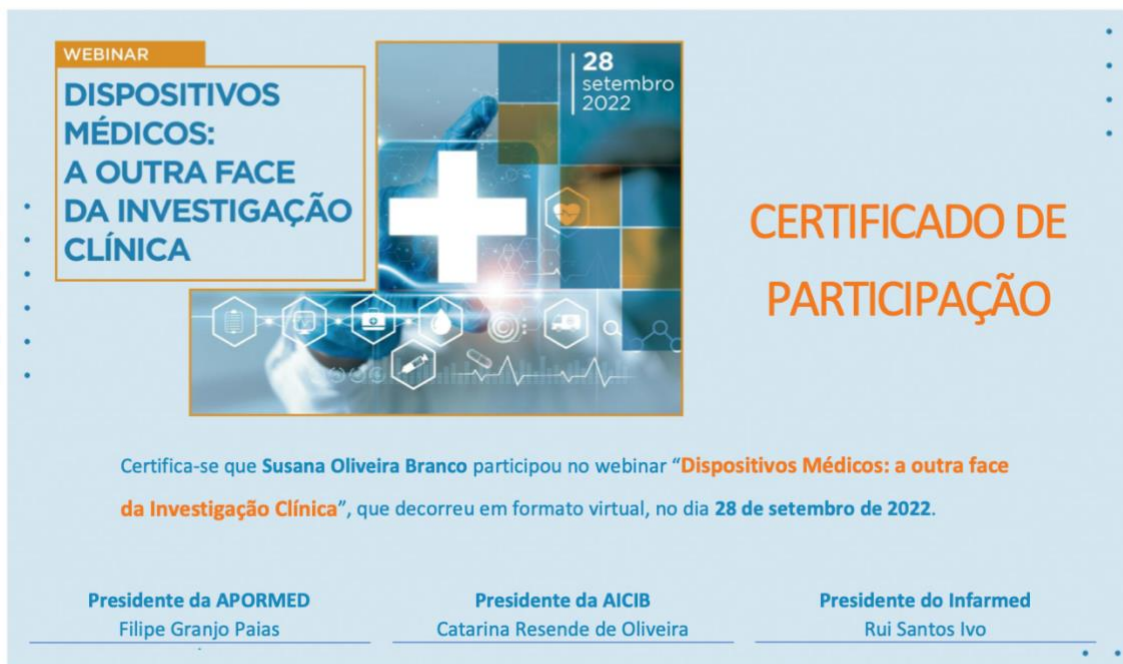 WEBINAR
DISPOSITIVOS
MÉDICOS:
A OUTRA FACE
DA INVESTIGAÇÃO
CLÍNICA
28
setembro
2022
CERTIFICADO DE
PARTICIPAÇÃO
Certifica-se que Susana Oliveira Branco participou no webinar “Dispositivos Médicos: a outra face
da Investigação Clínica”, que decorreu em formato virtual, no dia 28 de setembro de 2022.
Presidente da APORMED
Filipe Granjo Paias
Presidente da AICIB
Catarina Resende de Oliveira
Presidente do Infarmed
Rui Santos Ivo